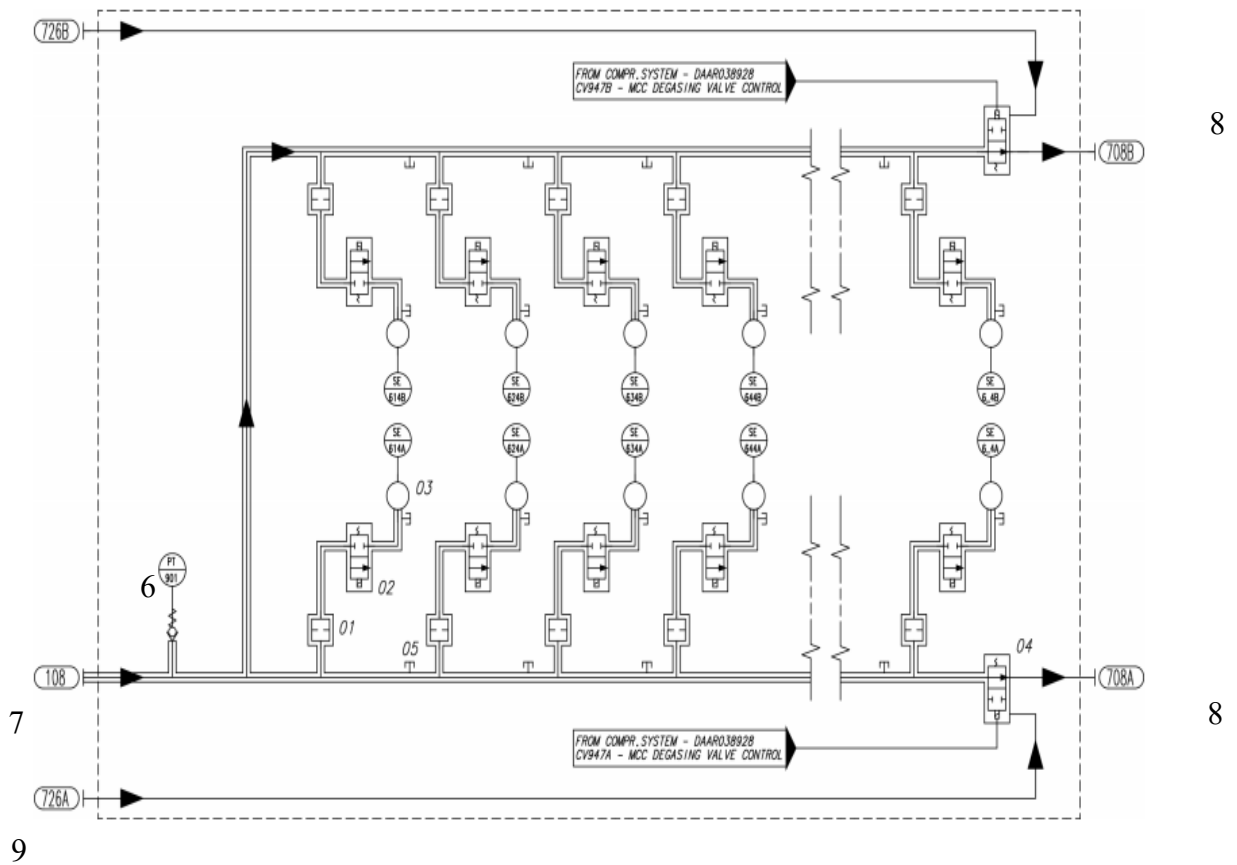 726B
FROM COMPR.SYSTEM - DAAR038928
CV947B - MCC DEGASING VALVE CONTROL
8
708B
SE 614B
SE 624B
SE 634B
SE 644B
SE 6_4B
SE 614A
SE 624A
SE 634A
SE 644A
SE 6_4A
03
PT 901
6
02
01
05
04
108
708A
7
8
FROM COMPR.SYSTEM - DAAR038928
CV947A - MCC DEGASING VALVE CONTROL
726A
9